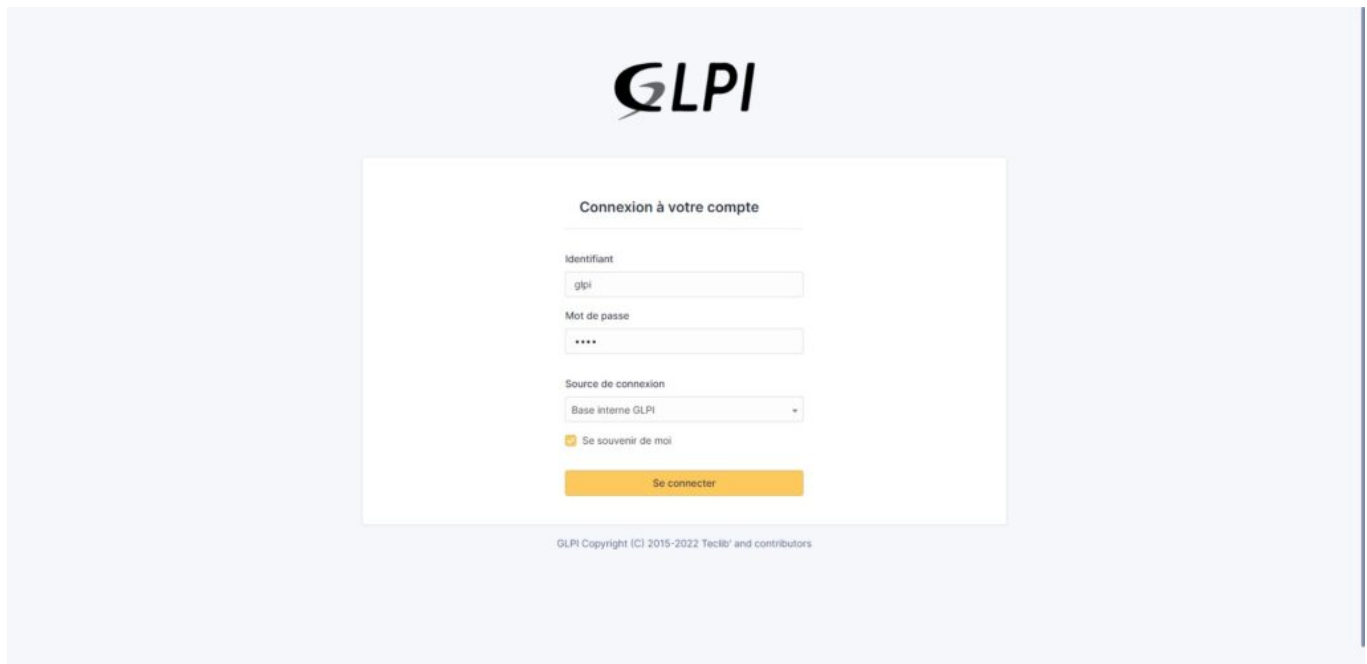 GLPI
Connexion à votre compte
Identifiant
glpi
Mot de passe
••••
Source de connexion
Base interne GLPI
Se souvenir de moi
Se connecter
GLPI Copyright (C) 2015-2022 Teclib' and contributors